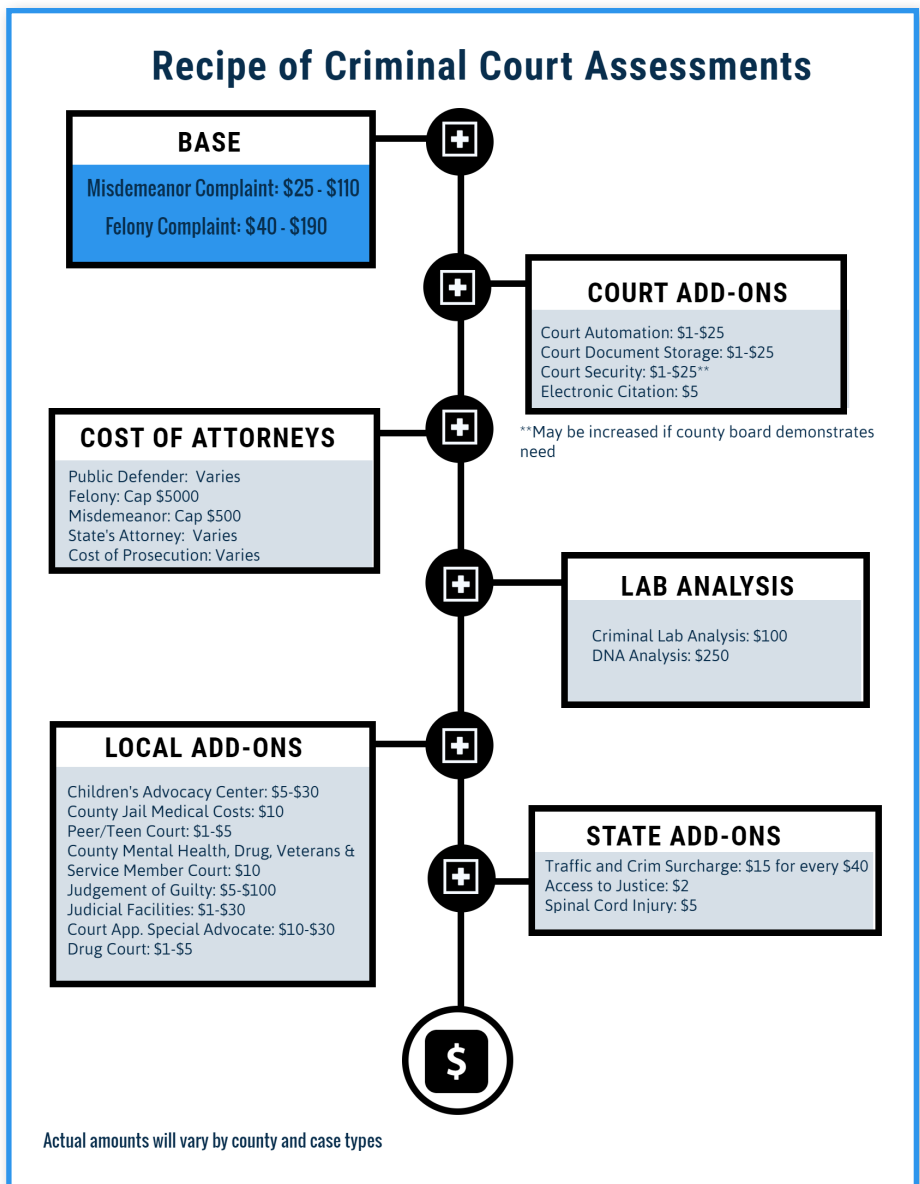 Recipe of Criminal Court Assessments
BASE
Misdemeanor Complaint: $25 - $110
Felony Complaint: $40 - $190
COURT ADD-ONS
Court Automation: $1-$25
Court Document Storage: $1-$25
Court Security: $1-$25**
Electronic Citation: $5
**May be increased if county board demonstrates
need
COST OF ATTORNEYS
Public Defender:  Varies
Felony: Cap $5000
Misdemeanor: Cap $500
State's Attorney:  Varies
Cost of Prosecution: Varies
LAB ANALYSIS
Criminal Lab Analysis: $100
DNA Analysis: $250
LOCAL ADD-ONS
Children's Advocacy Center: $5-$30
County Jail Medical Costs: $10
Peer/Teen Court: $1-$5
County Mental Health, Drug, Veterans &
Service Member Court: $10
Judgement of Guilty: $5-$100
Judicial Facilities: $1-$30
Court App. Special Advocate: $10-$30
Drug Court: $1-$5
STATE ADD-ONS
Traffic and Crim Surcharge: $15 for every $40
Access to Justice: $2
Spinal Cord Injury: $5
$
Actual amounts will vary by county and case types